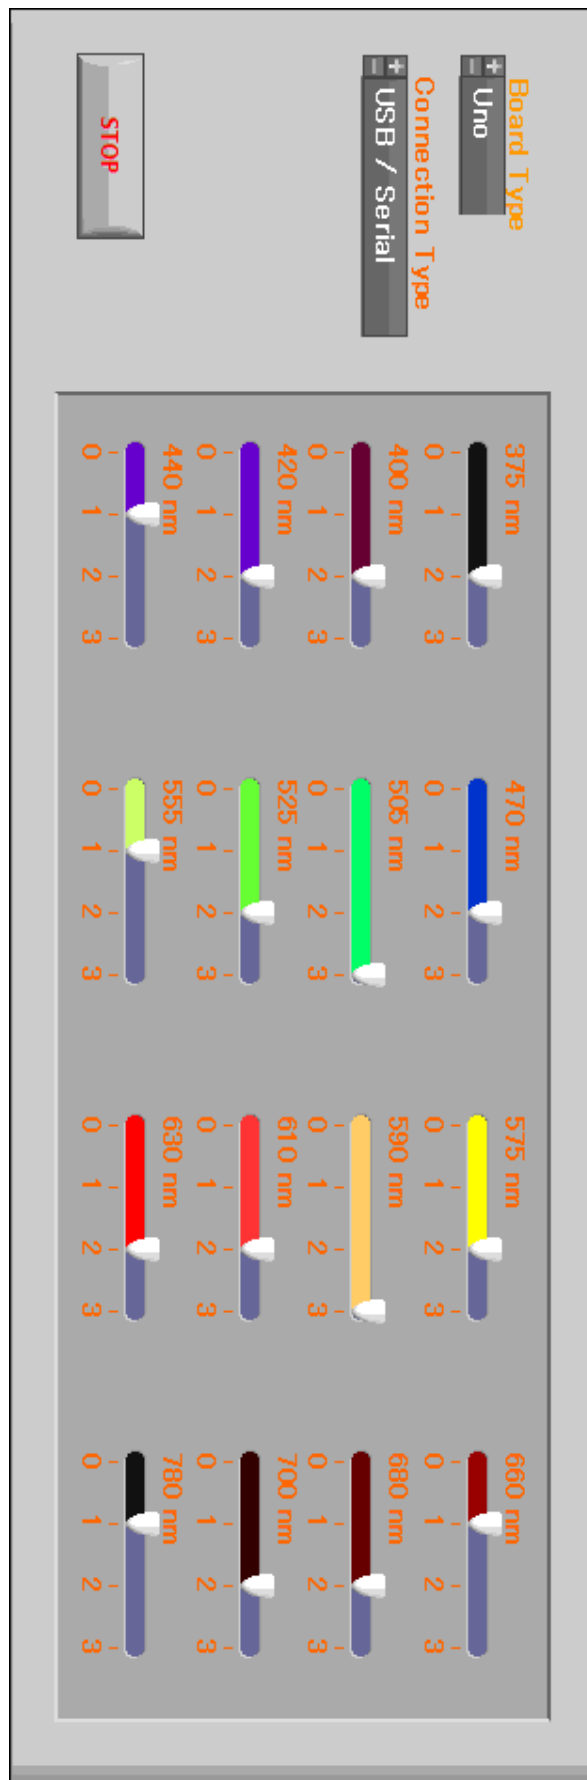 Board Type
Uno
Connection Type
USB / Serial
STOP
375 nm 470 nm 575 nm 660 nm
0 1 2 3 0 1 2 3 0 1 2 3 0 1 2 3
400 nm 505 nm 590 nm 680 nm
0 1 2 3 0 1 2 3 0 1 2 3 0 1 2 3
420 nm 525 nm 610 nm 700 nm
0 1 2 3 0 1 2 3 0 1 2 3 0 1 2 3
440 nm 555 nm 630 nm 780 nm
0 1 2 3 0 1 2 3 0 1 2 3 0 1 2 3